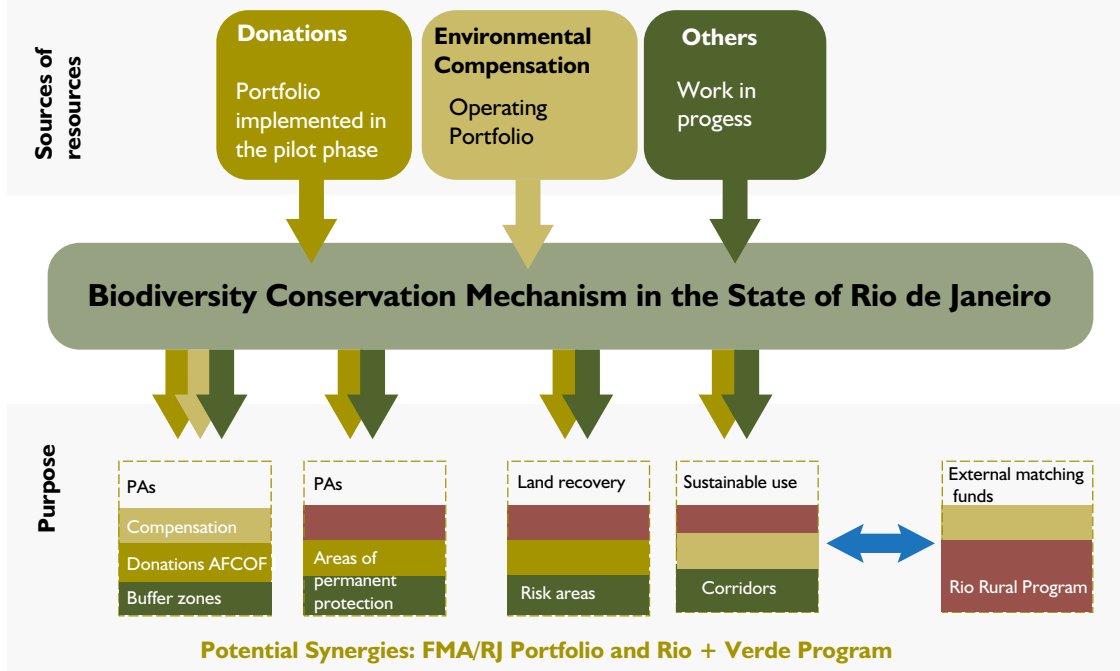 Sources of
resources
Donations
Portfolio
implemented in
the pilot phase
Environmental
Compensation
Operating
Portfolio
Others
Work in
progess
Biodiversity Conservation Mechanism in the State of Rio de Janeiro
Purpose
PAs
Compensation
Donations AFCOF
Buffer zones
PAs
Areas of
permanent
protection
Land recovery
Risk areas
Sustainable use
Corridors
External matching
funds
Rio Rural Program
Potential Synergies: FMA/RJ Portfolio and Rio + Verde Program